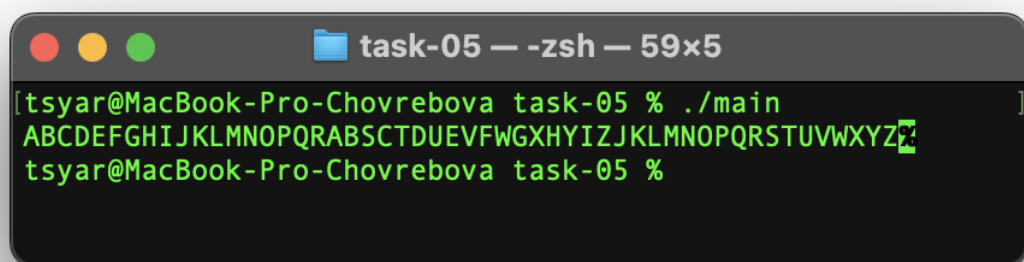 task-05 — -zsh — 59×5
[tsyar@MacBook-Pro-Chovrebova task-05 % ./main ]
ABCDEFGHIJKLMNOPQRABSCTDUEVFWGXHYIZJKLMNOPQRSTUVWXYZ%
tsyar@MacBook-Pro-Chovrebova task-05 %